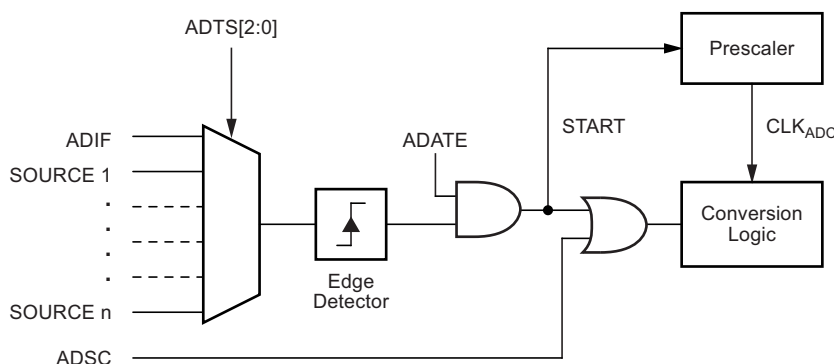 ADTS[2:0]
Prescaler
ADIF
ADATE
START
CLKADC
SOURCE 1
.
.
.
.
Conversion
Logic
Edge
Detector
SOURCE n
ADSC